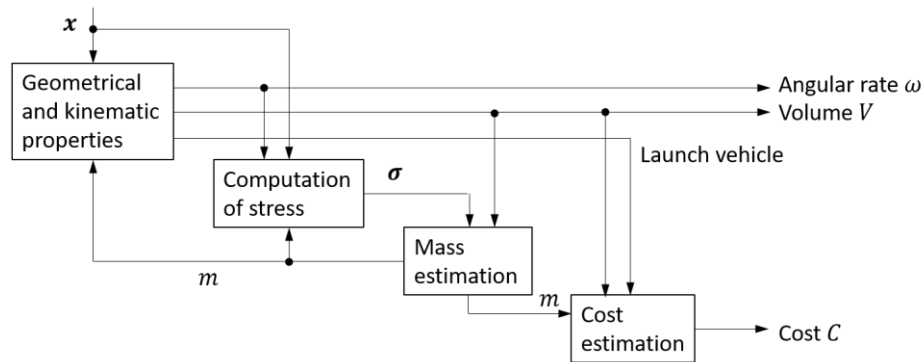 x
Geometrical
and kinematic
properties
Angular rate ω
Volume V
Launch vehicle
Computation
of stress
σ
Mass
estimation
m
m
Cost
estimation
Cost C